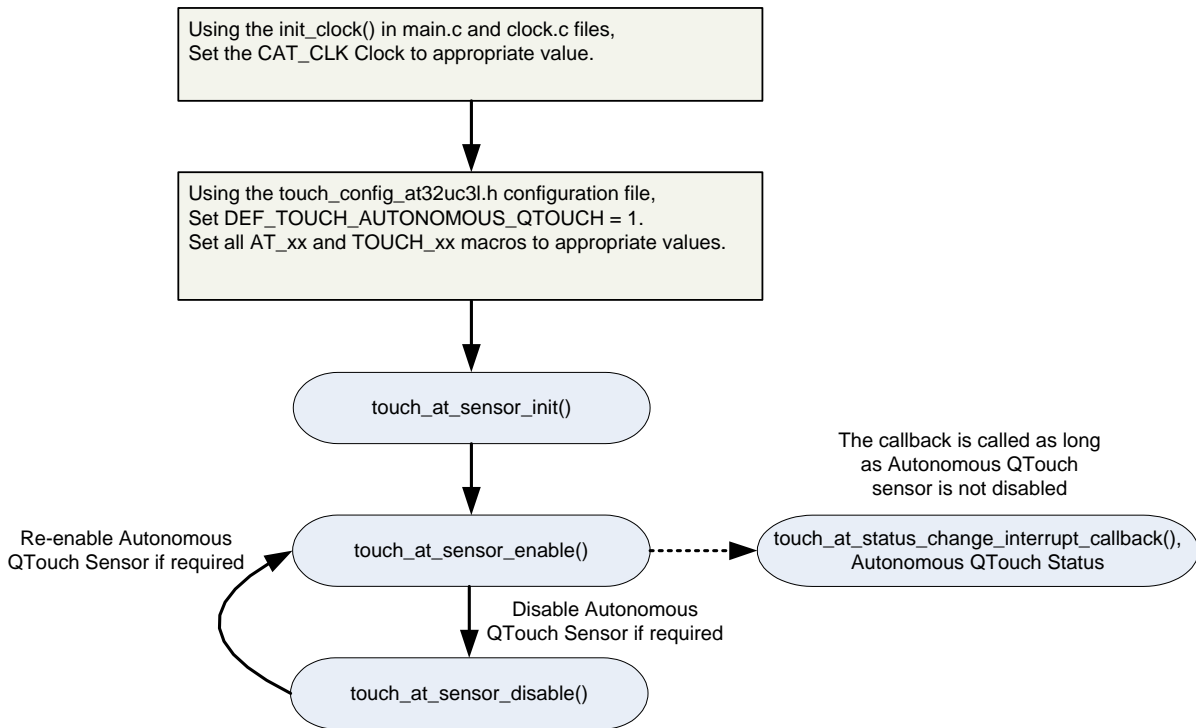 Using the init_clock() in main.c and clock.c files,
Set the CAT_CLK Clock to appropriate value.
Using the touch_config_at32uc3l.h configuration file,
Set DEF_TOUCH_AUTONOMOUS_QTOUCH = 1.
Set all AT_xx and TOUCH_xx macros to appropriate values.
touch_at_sensor_init()
The callback is called as long
as Autonomous QTouch
sensor is not disabled
Re-enable Autonomous
QTouch Sensor if required
touch_at_sensor_enable()
touch_at_status_change_interrupt_callback(),
Autonomous QTouch Status
Disable Autonomous
QTouch Sensor if required
touch_at_sensor_disable()